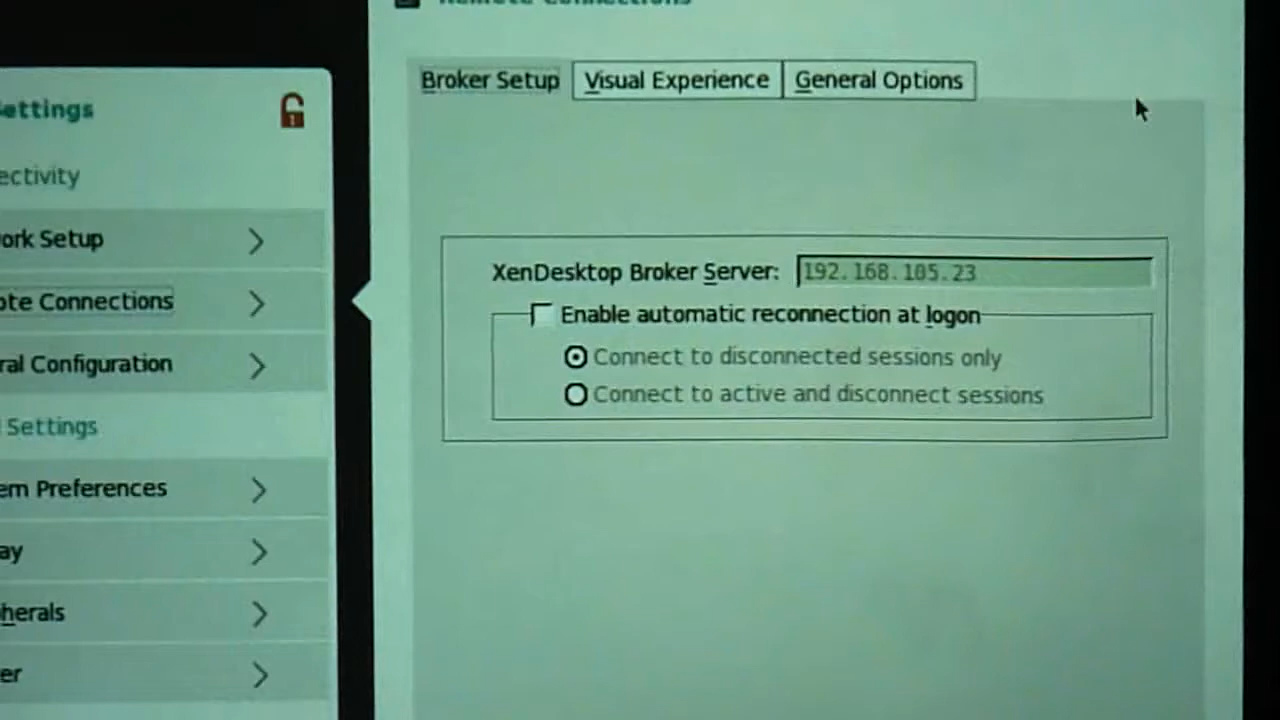 Remote Connections
Broker Setup
Visual Experience
General Options
ettings
ectivity
ork Setup
ote Connections
ral Configuration
Settings
em Preferences
ay
herals
er
XenDesktop Broker Server: 192.168.105.23
Enable automatic reconnection at logon
Connect to disconnected sessions only
Connect to active and disconnect sessions